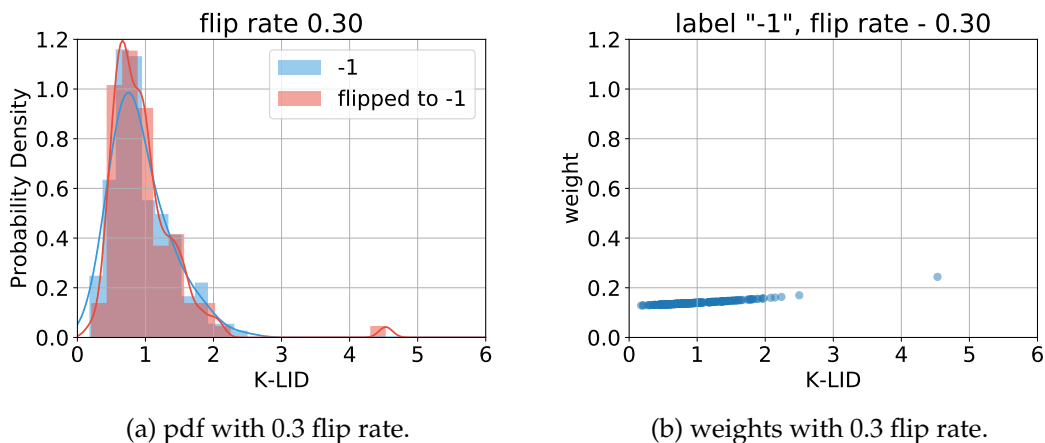 flip rate 0.30
1.2
1.0
0.8
0.6
0.4
0.2
0.0
Probability Density
-1
flipped to -1
0 1 2 3 4 5 6
K-LID
(a) pdf with 0.3 flip rate.
label "-1", flip rate - 0.30
1.2
1.0
0.8
0.6
0.4
0.2
0.0
weight
0 1 2 3 4 5 6
K-LID
(b) weights with 0.3 flip rate.